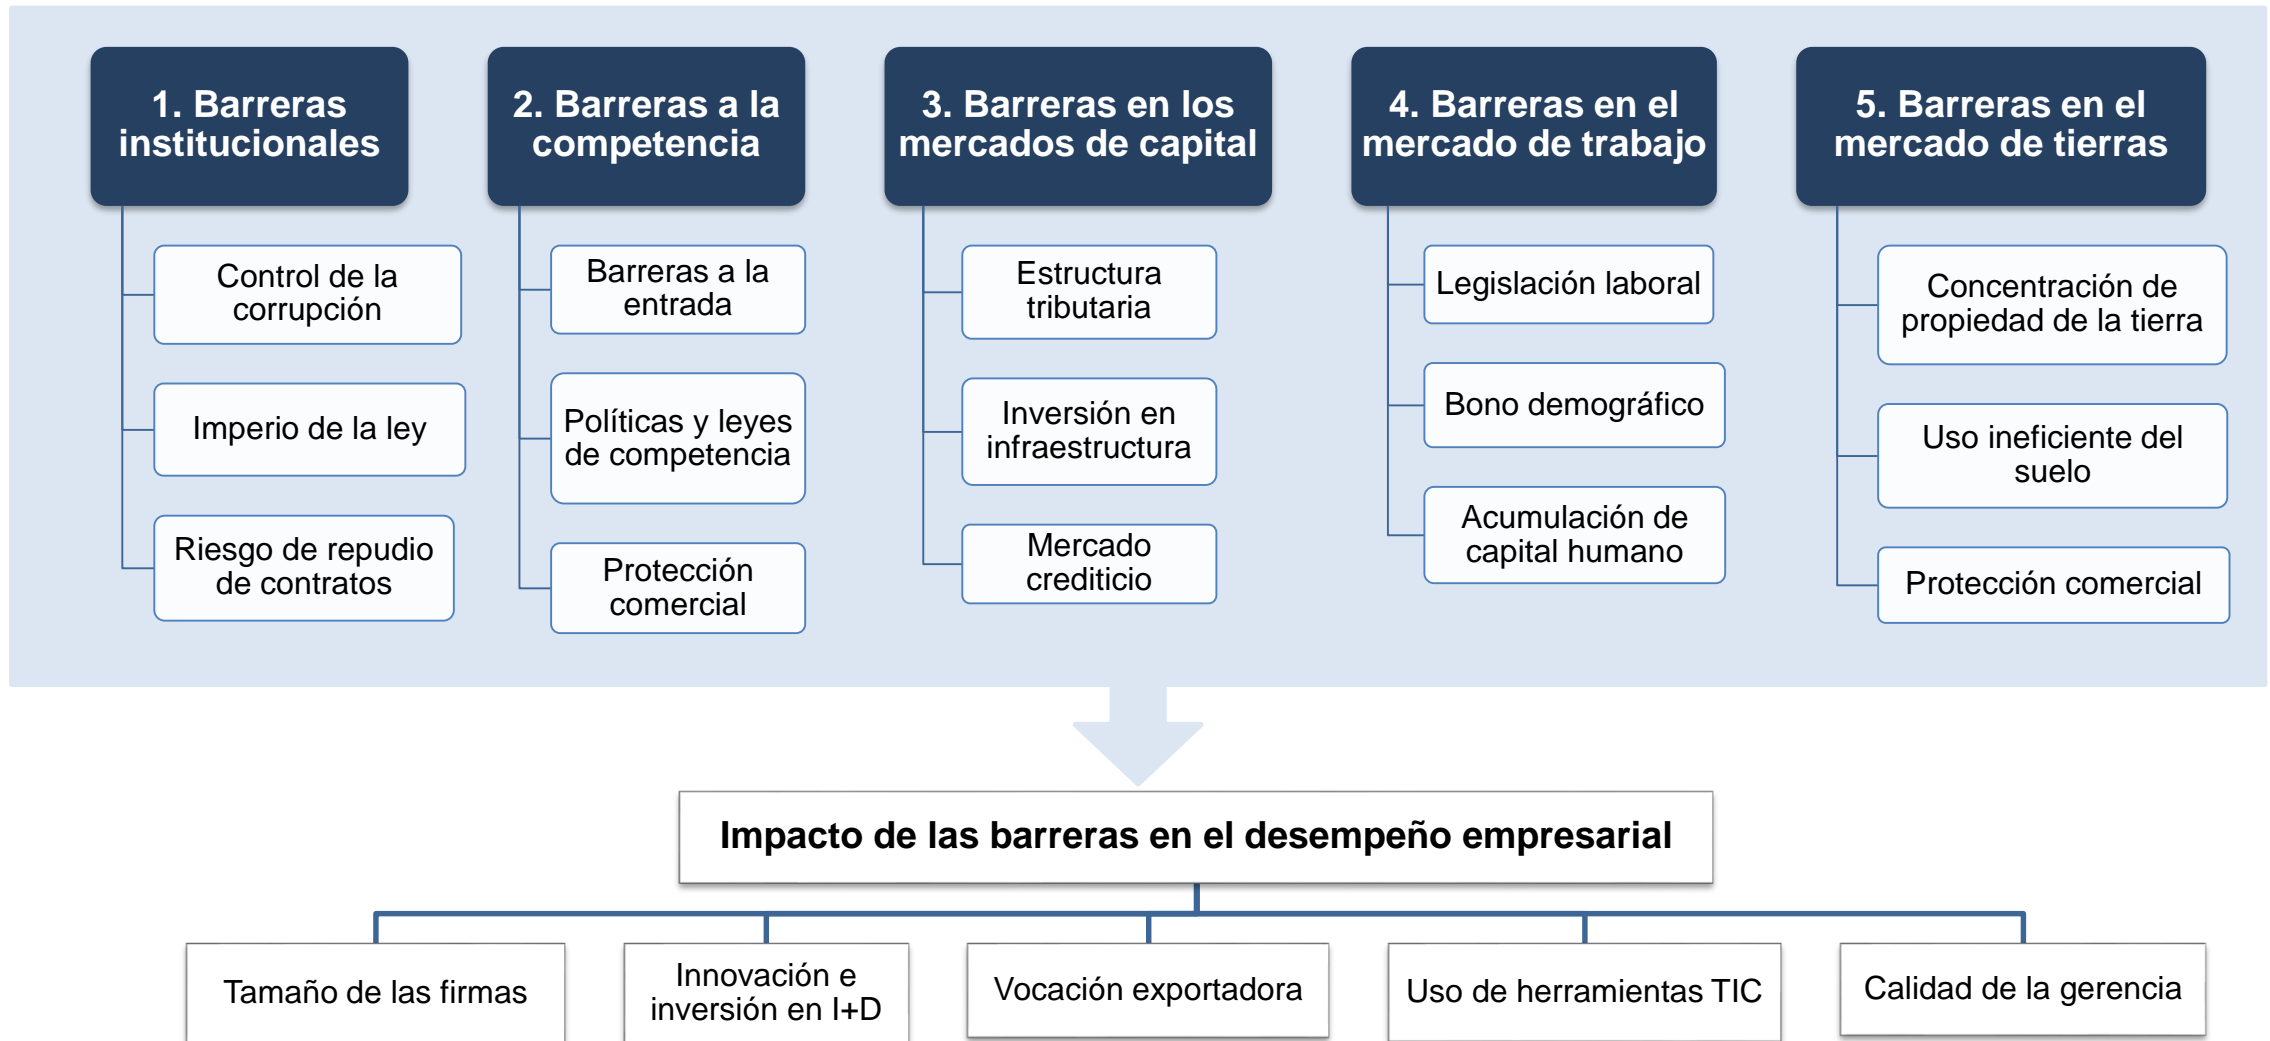 1. Barreras
institucionales
Control de la
corrupción
Imperio de la ley
Riesgo de repudio
de contratos
2. Barreras a la
competencia
Barreras a la
entrada
Políticas y leyes
de competencia
Protección
comercial
3. Barreras en los
mercados de capital
Estructura
tributaria
Inversión en
infraestructura
Mercado
crediticio
4. Barreras en el
mercado de trabajo
Legislación laboral
Bono demográfico
Acumulación de
capital humano
5. Barreras en el
mercado de tierras
Concentración de
propiedad de la tierra
Uso ineficiente del
suelo
Protección comercial
Impacto de las barreras en el desempeño empresarial
Tamaño de las firmas
Innovación e
inversión en I+D
Vocación exportadora
Uso de herramientas TIC
Calidad de la gerencia